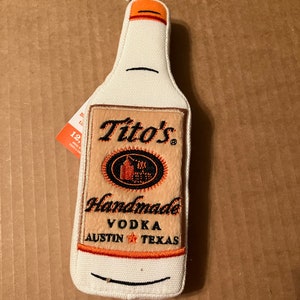 Tito's®
Handmade
VODKA
AUSTIN ★ TEXAS